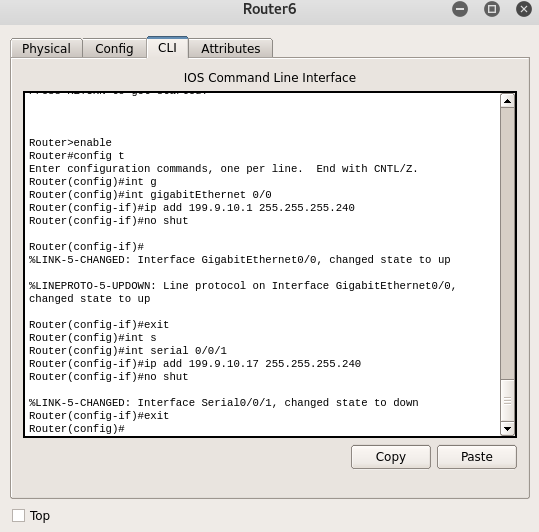 Router6
Physical Config CLI Attributes
IOS Command Line Interface
Router>enable
Router#config t
Enter configuration commands, one per line.  End with CNTL/Z.
Router(config)#int g
Router(config)#int gigabitEthernet 0/0
Router(config-if)#ip add 199.9.10.1 255.255.255.240
Router(config-if)#no shut
Router(config-if)#
%LINK-5-CHANGED: Interface GigabitEthernet0/0, changed state to up
%LINEPROTO-5-UPDOWN: Line protocol on Interface GigabitEthernet0/0,
changed state to up
Router(config-if)#exit
Router(config)#int s
Router(config)#int serial 0/0/1
Router(config-if)#ip add 199.9.10.17 255.255.255.240
Router(config-if)#no shut
%LINK-5-CHANGED: Interface Serial0/0/1, changed state to down
Router(config-if)#exit
Router(config)#
Copy Paste
Top